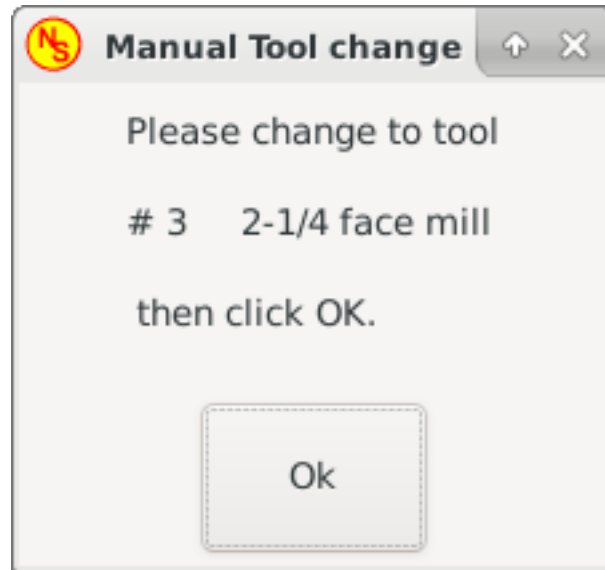 NS Manual Tool change
Please change to tool
# 3 2-1/4 face mill
then click OK.
Ok